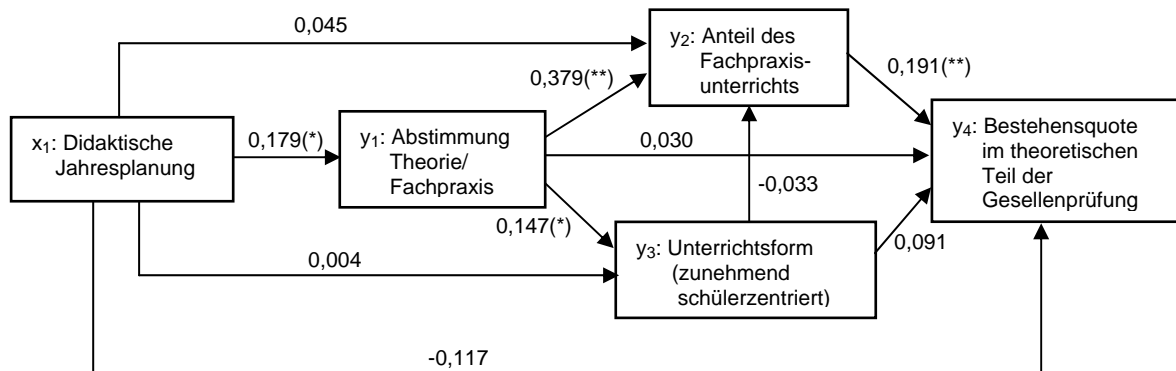 0,045
y2: Anteil des
Fachpraxis-
unterrichts
0,379(**)
0,191(**)
x1: Didaktische
Jahresplanung
0,179(*)
y1: Abstimmung
Theorie/
Fachpraxis
0,030
y4: Bestehensquote
im theoretischen
Teil der
Gesellenprüfung
-0,033
0,147(*)
y3: Unterrichtsform
(zunehmend
schülerzentriert)
0,091
0,004
-0,117